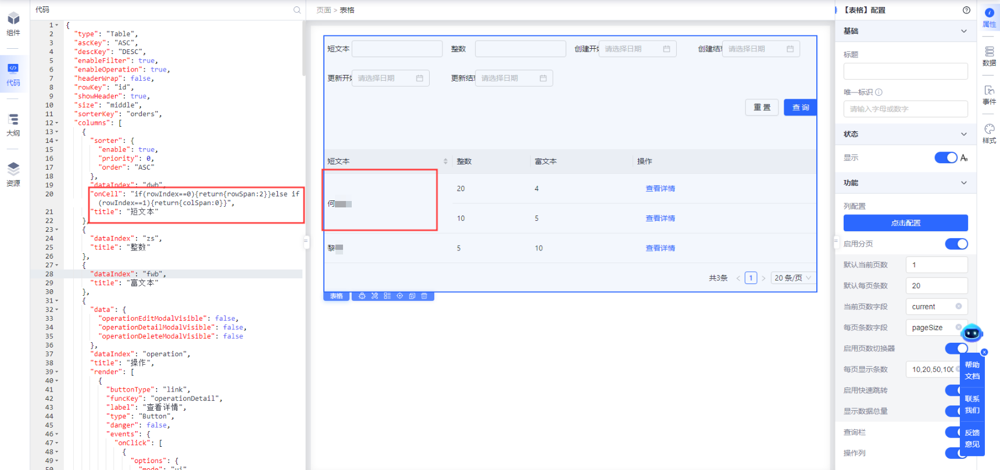 组件
代码
大纲
资源
代码
1 {
2 "type": "Table",
3 "ascKey": "ASC",
4 "descKey": "DESC",
5 "enableFilter": true,
6 "enableOperation": true,
7 "headerWrap": false,
8 "rowKey": "id",
9 "showHeader": true,
10 "size": "middle",
11 "sorterKey": "orders",
12 "columns": [
13 {
14 "sorter": {
15 "enable": true,
16 "priority": 0,
17 "order": "ASC"
18 },
19 "dataIndex": "dwb",
20 "onCell": "if(rowIndex==0){return{rowSpan:2}}else if
(rowIndex==1){return{colSpan:0}}",
21 "title": "短文本"
22 },
23 {
24 "dataIndex": "zs",
25 "title": "整数"
26 },
27 {
28 "dataIndex": "fwb",
29 "title": "富文本"
30 },
31 {
32 "data": {
33 "operationEditModalVisible": false,
34 "operationDetailModalVisible": false,
35 "operationDeleteModalVisible": false
36 },
37 "dataIndex": "operation",
38 "title": "操作",
39 "render": [
40 {
41 "buttonType": "link",
42 "funcKey": "operationDetail",
43 "label": "查看详情",
44 "type": "Button",
45 "danger": false,
46 "events": {
47 "onClick": [
48 {
49 "options": {
50 "mode": "ui"
页面 > 表格
短文本 整数 创建开始 请选择日期 创建结束 请选择日期
更新开始 请选择日期 更新结束 请选择日期
重置 查询
短文本 整数 富文本 操作
何 20 4 查看详情
10 5 查看详情
黎 5 10 查看详情
共3条 < 1 > 20 条/页
表格
【表格】配置
基础
标题
唯一标识
请输入字母或数字
状态
显示
功能
列配置
点击配置
启用分页
默认当前页数 1
默认每页条数 20
当前页数字段 current
每页条数字段 pageSize
启用页数切换器
每页显示条数 10,20,50,100
启用快速跳转
显示数据总量
查询栏
操作列
属性
数据
事件
样式
帮助
文档
联系
我们
反馈
意见